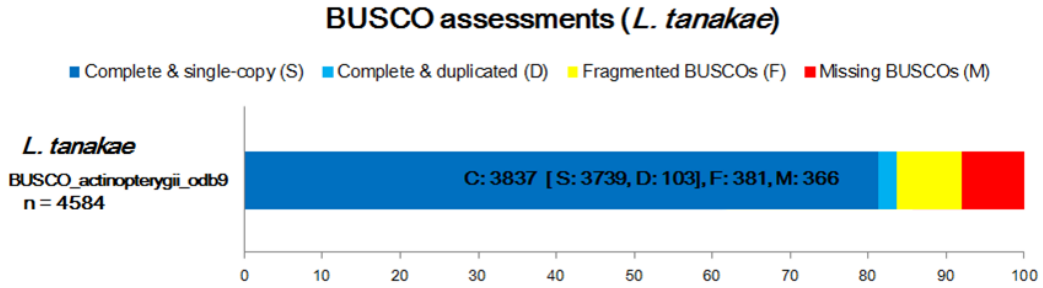 BUSCO assessments (L. tanakae)
Complete & single-copy (S) Complete & duplicated (D) Fragmented BUSCOs (F) Missing BUSCOs (M)
L. tanakae
BUSCO_actinopterygii_odb9
n = 4584
C: 3837 [ S: 3739, D: 103], F: 381, M: 366
0 10 20 30 40 50 60 70 80 90 100